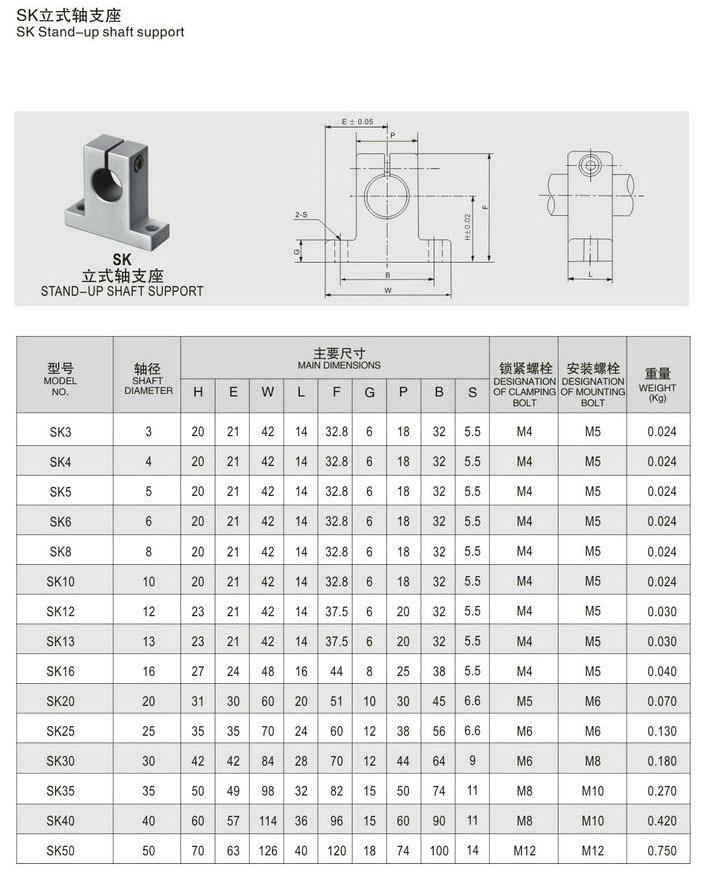 SK立式轴支座
SK Stand-up shaft support
E ± 0.05
P
2-S
G
H±0.02
F
B
W
L
SK
立式轴支座
STAND-UP SHAFT SUPPORT
型号 MODEL NO. 轴径 SHAFT DIAMETER 主要尺寸 MAIN DIMENSIONS 锁紧螺栓 DESIGNATION OF CLAMPING BOLT 安装螺栓 DESIGNATION OF MOUNTING BOLT 重量 WEIGHT (Kg)
H E W L F G P B S
SK3 3 20 21 42 14 32.8 6 18 32 5.5 M4 M5 0.024
SK4 4 20 21 42 14 32.8 6 18 32 5.5 M4 M5 0.024
SK5 5 20 21 42 14 32.8 6 18 32 5.5 M4 M5 0.024
SK6 6 20 21 42 14 32.8 6 18 32 5.5 M4 M5 0.024
SK8 8 20 21 42 14 32.8 6 18 32 5.5 M4 M5 0.024
SK10 10 20 21 42 14 32.8 6 18 32 5.5 M4 M5 0.024
SK12 12 23 21 42 14 37.5 6 20 32 5.5 M4 M5 0.030
SK13 13 23 21 42 14 37.5 6 20 32 5.5 M4 M5 0.030
SK16 16 27 24 48 16 44 8 25 38 5.5 M4 M5 0.040
SK20 20 31 30 60 20 51 10 30 45 6.6 M5 M6 0.070
SK25 25 35 35 70 24 60 12 38 56 6.6 M6 M6 0.130
SK30 30 42 42 84 28 70 12 44 64 9 M6 M8 0.180
SK35 35 50 49 98 32 82 15 50 74 11 M8 M10 0.270
SK40 40 60 57 114 36 96 15 60 90 11 M8 M10 0.420
SK50 50 70 63 126 40 120 18 74 100 14 M12 M12 0.750